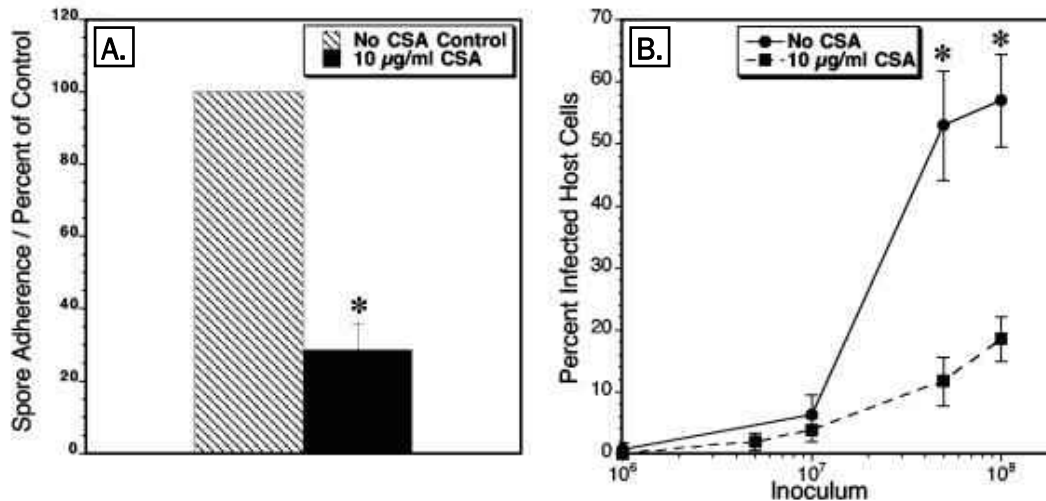 A.
No CSA Control
10 µg/ml CSA
Spore Adherence / Percent of Control
120
100
80
60
40
20
0
*
B.
No CSA
10 µg/ml CSA
Percent Infected Host Cells
70
60
50
40
30
20
10
0
* *
10⁶ 10⁷ 10⁸
Inoculum